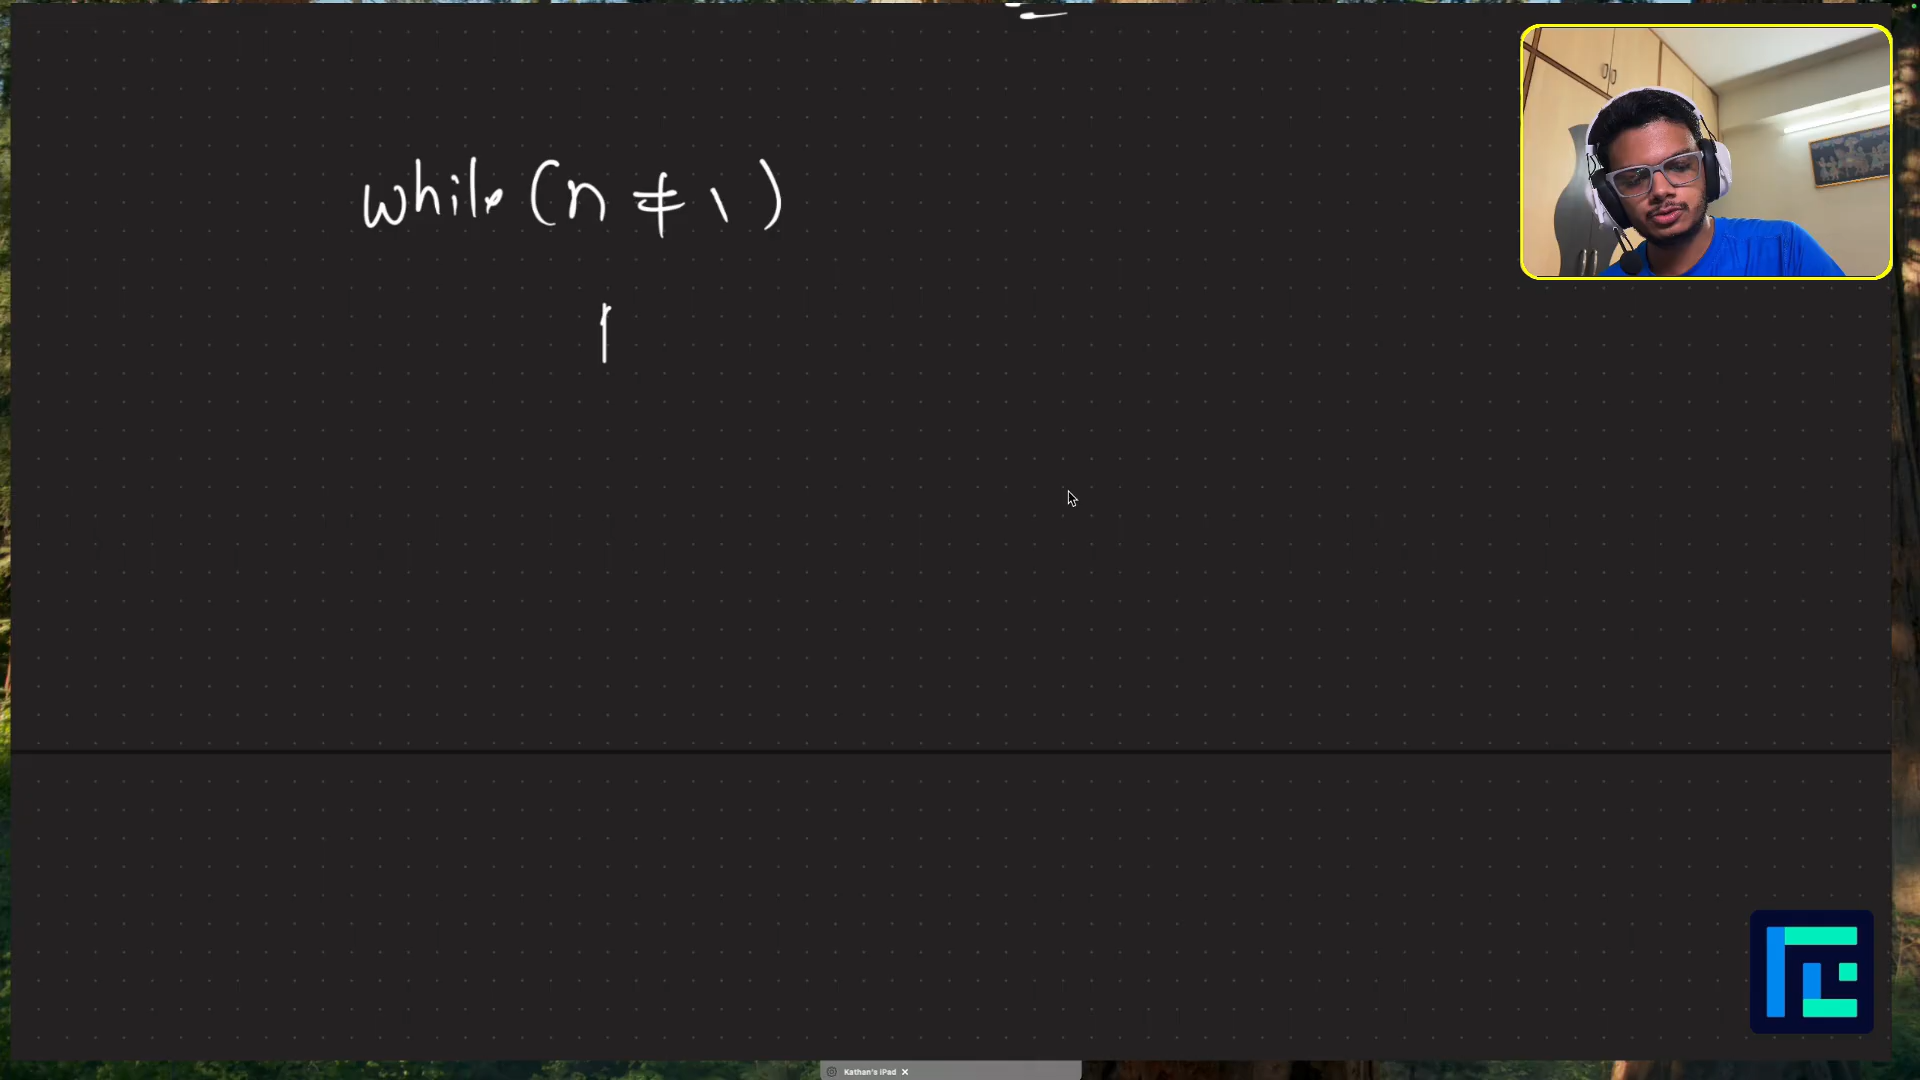 while (n ≠ 1)
Kathan's iPad